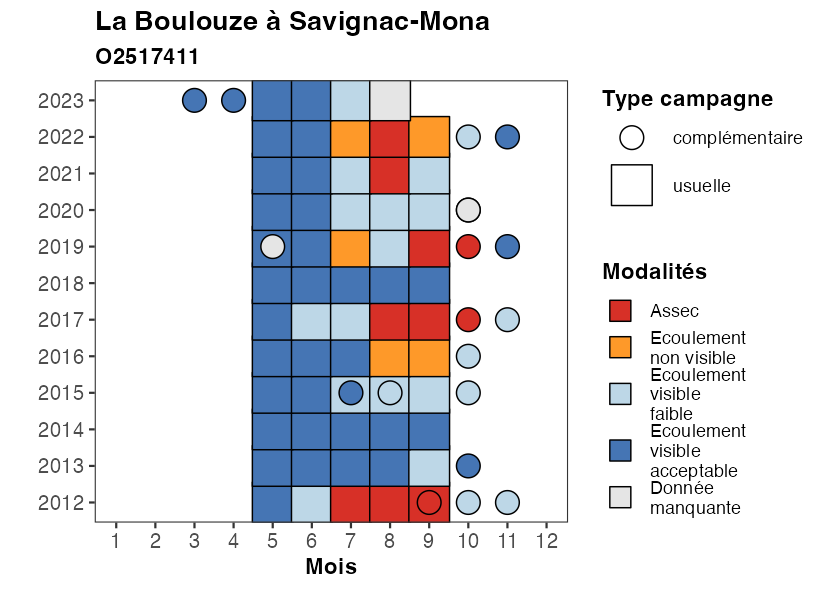 La Boulouze à Savignac-Mona
O2517411
2023
2022
2021
2020
2019
2018
2017
2016
2015
2014
2013
2012
1 2 3 4 5 6 7 8 9 10 11 12
Mois
Type campagne
complémentaire
usuelle
Modalités
Assec
Ecoulement
non visible
Ecoulement
visible
faible
Ecoulement
visible
acceptable
Donnée
manquante